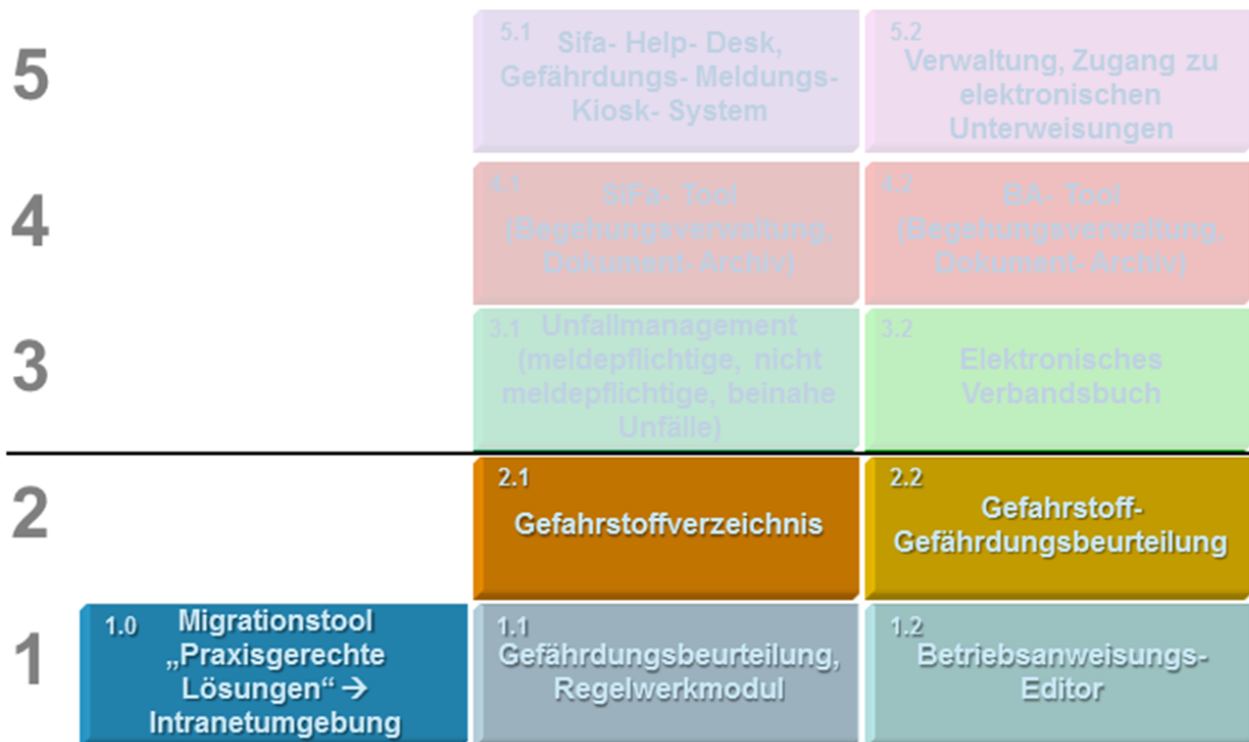 5
5.1
Sifa- Help- Desk,
Gefährdungs- Meldungs-
Kiosk- System
5.2
Verwaltung, Zugang zu
elektronischen
Unterweisungen
4
4.1
SiFa- Tool
(Begehungsverwaltung,
Dokument- Archiv)
4.2
BA- Tool
(Begehungsverwaltung,
Dokument- Archiv)
3
3.1
Unfallmanagement
(meldepflichtige, nicht
meldepflichtige, beinahe
Unfälle)
3.2
Elektronisches
Verbandsbuch
2
2.1
Gefahrstoffverzeichnis
2.2
Gefahrstoff-
Gefährdungsbeurteilung
1
1.0
Migrationstool
„Praxisgerechte
Lösungen“ →
Intranetumgebung
1.1
Gefährdungsbeurteilung,
Regelwerkmodul
1.2
Betriebsanweisungs-
Editor